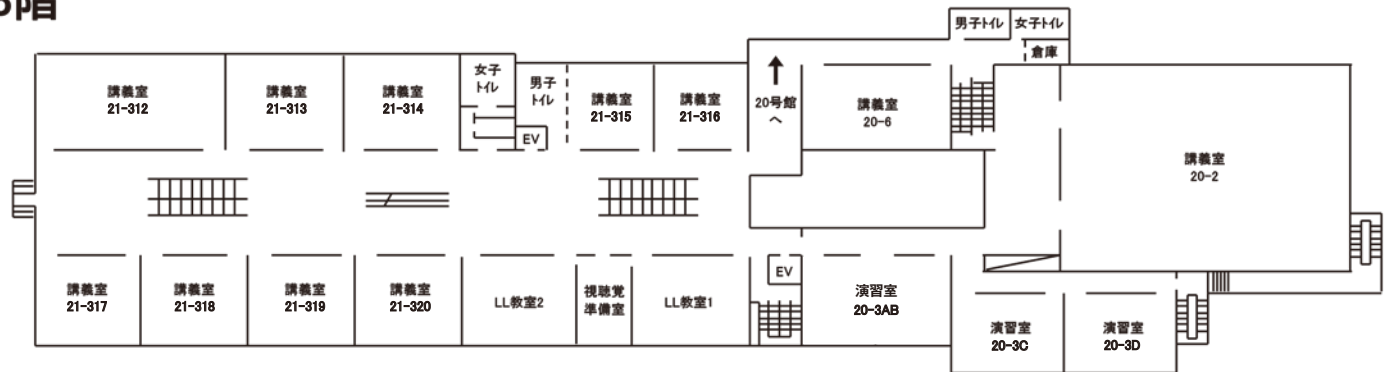 階
男子トイレ
女子トイレ
倉庫
講義室
21-312
講義室
21-313
講義室
21-314
女子
トイレ
男子
トイレ
EV
講義室
21-315
講義室
21-316
20号館
へ
講義室
20-6
講義室
20-2
講義室
21-317
講義室
21-318
講義室
21-319
講義室
21-320
LL教室2
視聴覚
準備室
LL教室1
EV
演習室
20-3AB
演習室
20-3C
演習室
20-3D